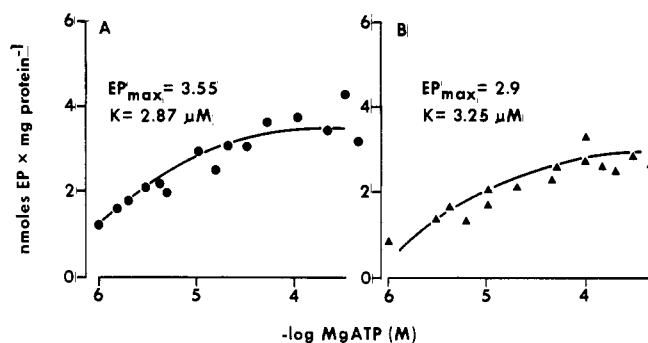 A
B
nmoles EP × mg protein⁻¹
6
4
2
0
EPmax = 3.55
K = 2.87 μM
6
4
2
0
EPmax = 2.9
K = 3.25 μM
6 5 4
6 5 4
-log MgATP (M)